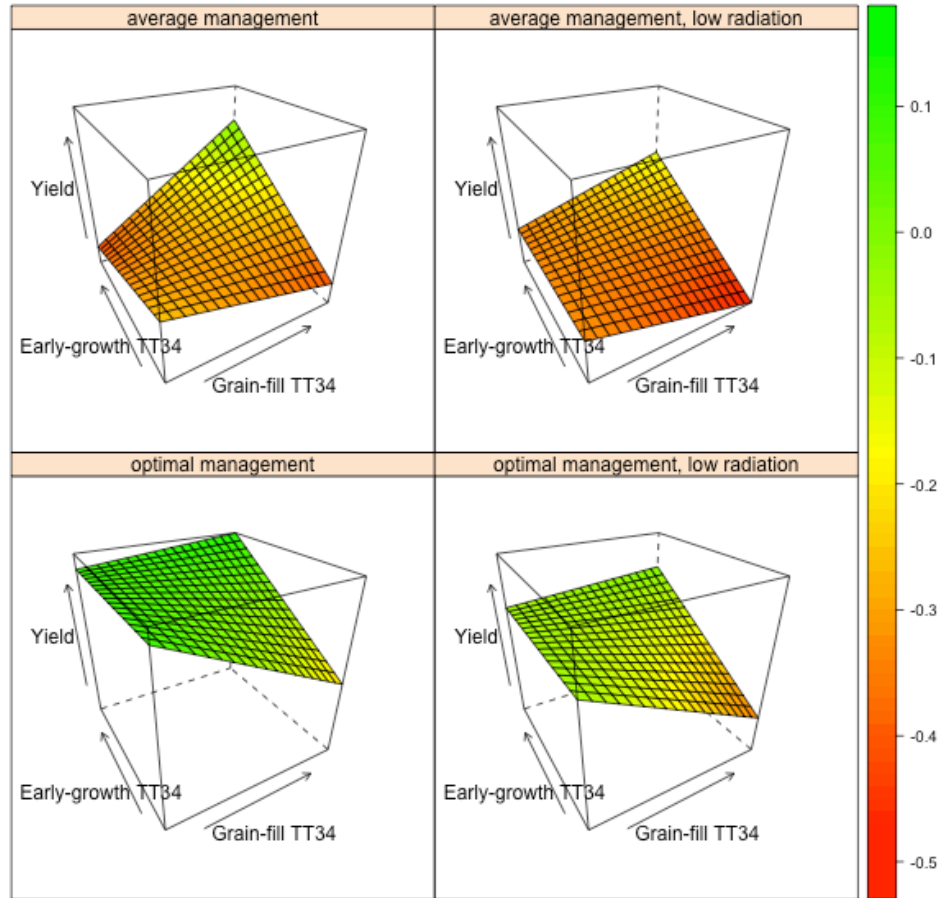 average management
average management, low radiation
Yield
Early-growth TT34
Grain-fill TT34
Yield
Early-growth TT34
Grain-fill TT34
optimal management
optimal management, low radiation
Yield
Early-growth TT34
Grain-fill TT34
Yield
Early-growth TT34
Grain-fill TT34
0.1
0.0
-0.1
-0.2
-0.3
-0.4
-0.5